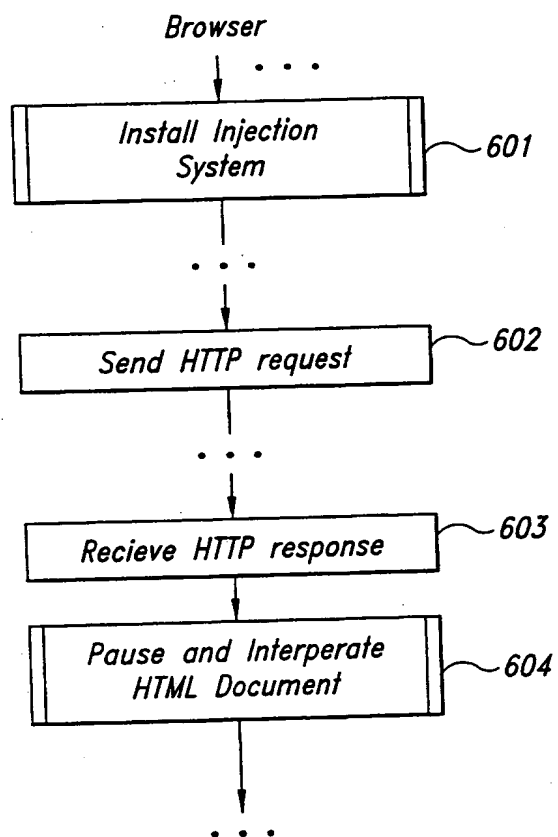 Browser
Install Injection
System
601
Send HTTP request
602
Recieve HTTP response
603
Pause and Interperate
HTML Document
604